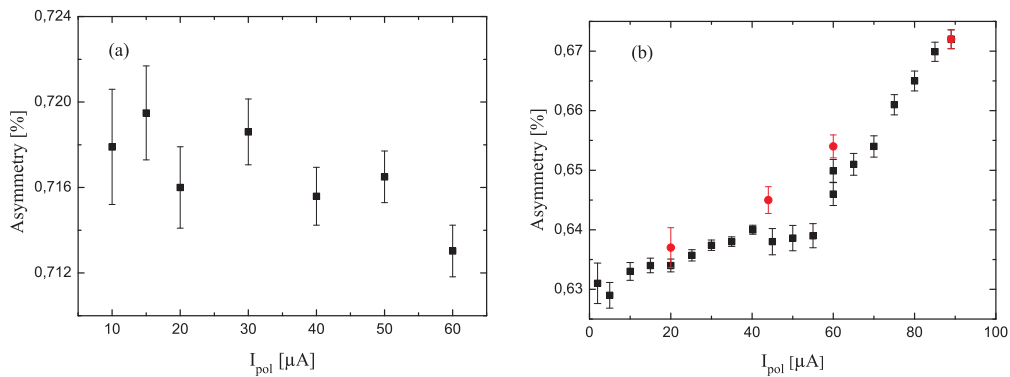 0,724
0,720
0,716
0,712
Asymmetry [%]
(a)
10 20 30 40 50 60
I_pol [µA]
0,67
0,66
0,65
0,64
0,63
Asymmetry [%]
(b)
0 20 40 60 80 100
I_pol [µA]